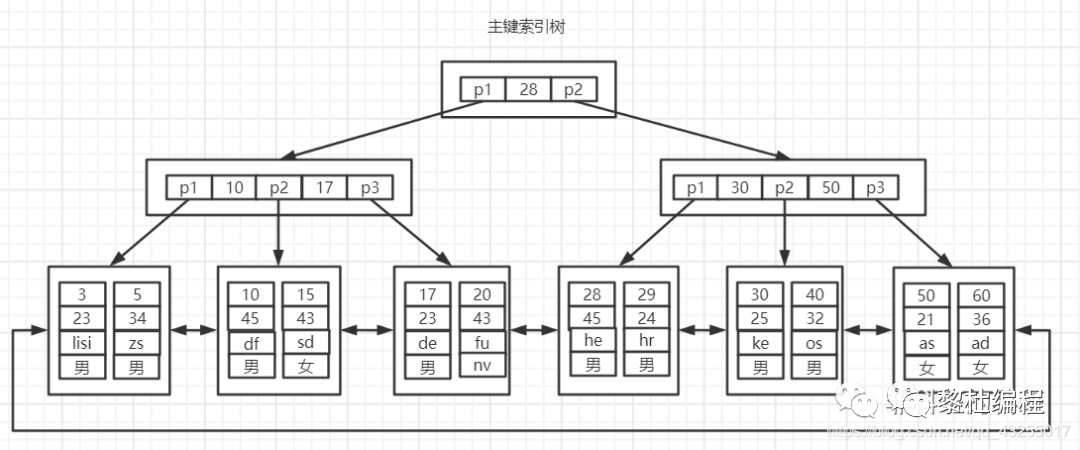 主键索引树
p1 28 p2
p1 10 p2 17 p3
p1 30 p2 50 p3
3 5
23 34
lisi zs
男 男
10 15
45 43
df sd
男 女
17 20
23 43
de fu
男 nv
28 29
45 24
he hr
男 男
30 40
25 32
ke os
男 男
50 60
21 36
as ad
女 女
黎杜编程
https://blog.csdn.net/qq_43255017